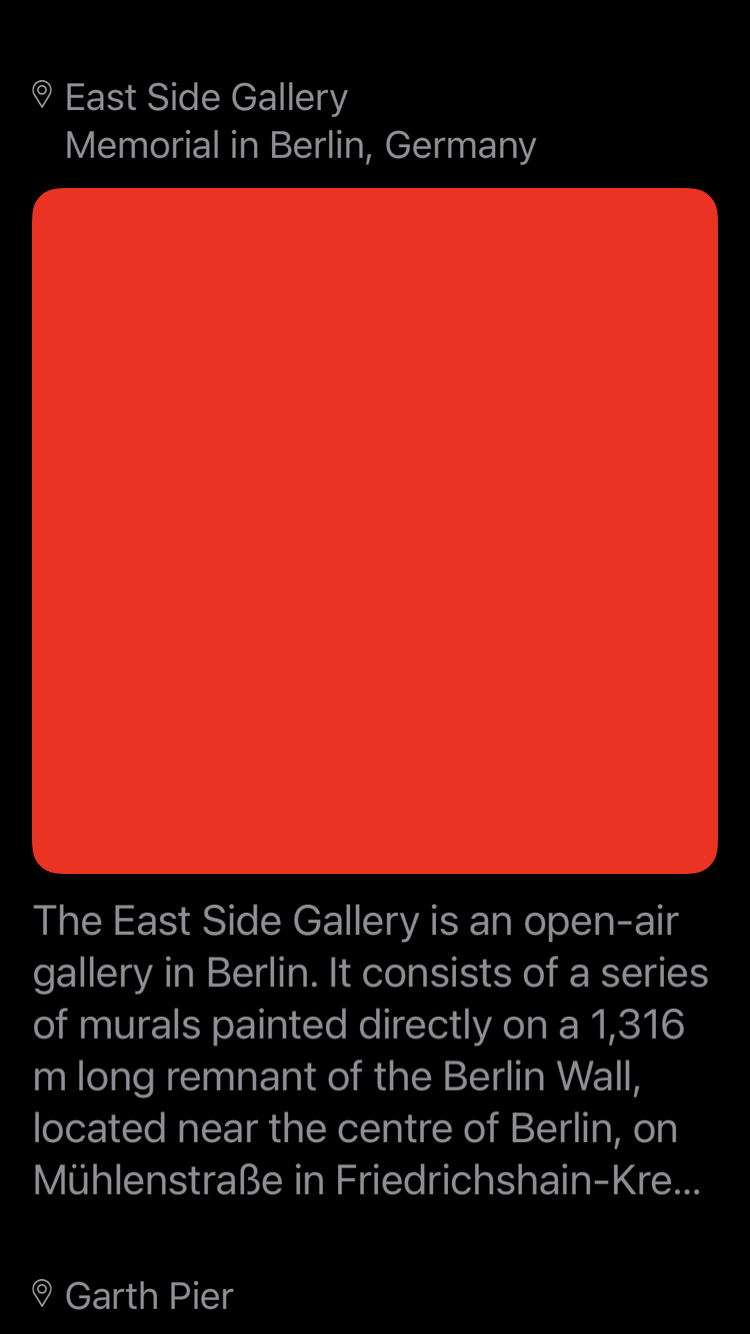 East Side Gallery
Memorial in Berlin, Germany
The East Side Gallery is an open-air
gallery in Berlin. It consists of a series
of murals painted directly on a 1,316
m long remnant of the Berlin Wall,
located near the centre of Berlin, on
Mühlenstraße in Friedrichshain-Kre...
Garth Pier